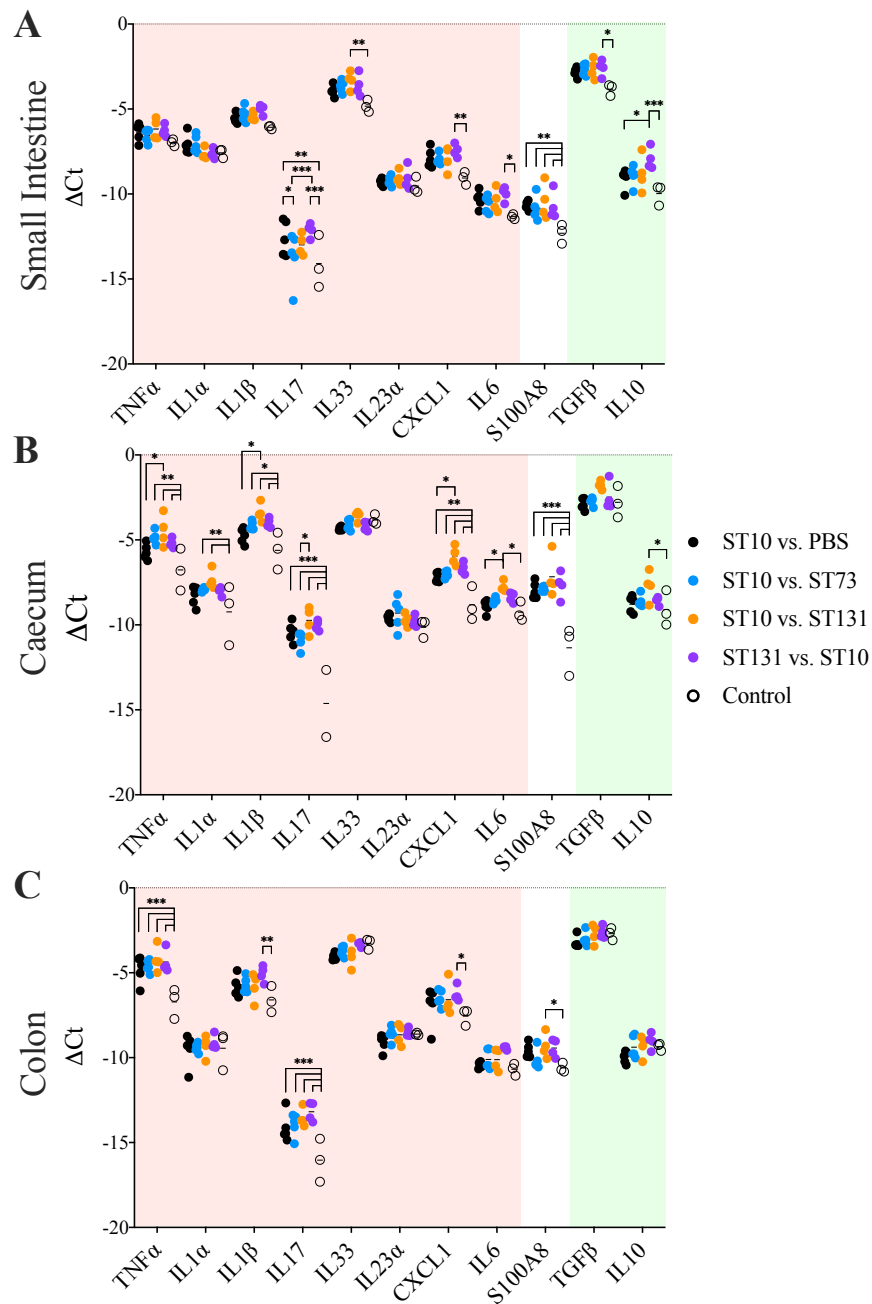 A
Small Intestine
ΔCt
0
-5
-10
-15
-20
** *** * *** ** ** * ** * * ***
TNFα IL1α IL1β IL17 IL33 IL23α CXCL1 IL6 S100A8 TGFβ IL10
B
Caecum
ΔCt
0
-5
-10
-15
-20
* ** ** * * * *** * ** * * *** *
TNFα IL1α IL1β IL17 IL33 IL23α CXCL1 IL6 S100A8 TGFβ IL10
ST10 vs. PBS
ST10 vs. ST73
ST10 vs. ST131
ST131 vs. ST10
Control
C
Colon
ΔCt
0
-5
-10
-15
-20
*** ** *** * *
TNFα IL1α IL1β IL17 IL33 IL23α CXCL1 IL6 S100A8 TGFβ IL10